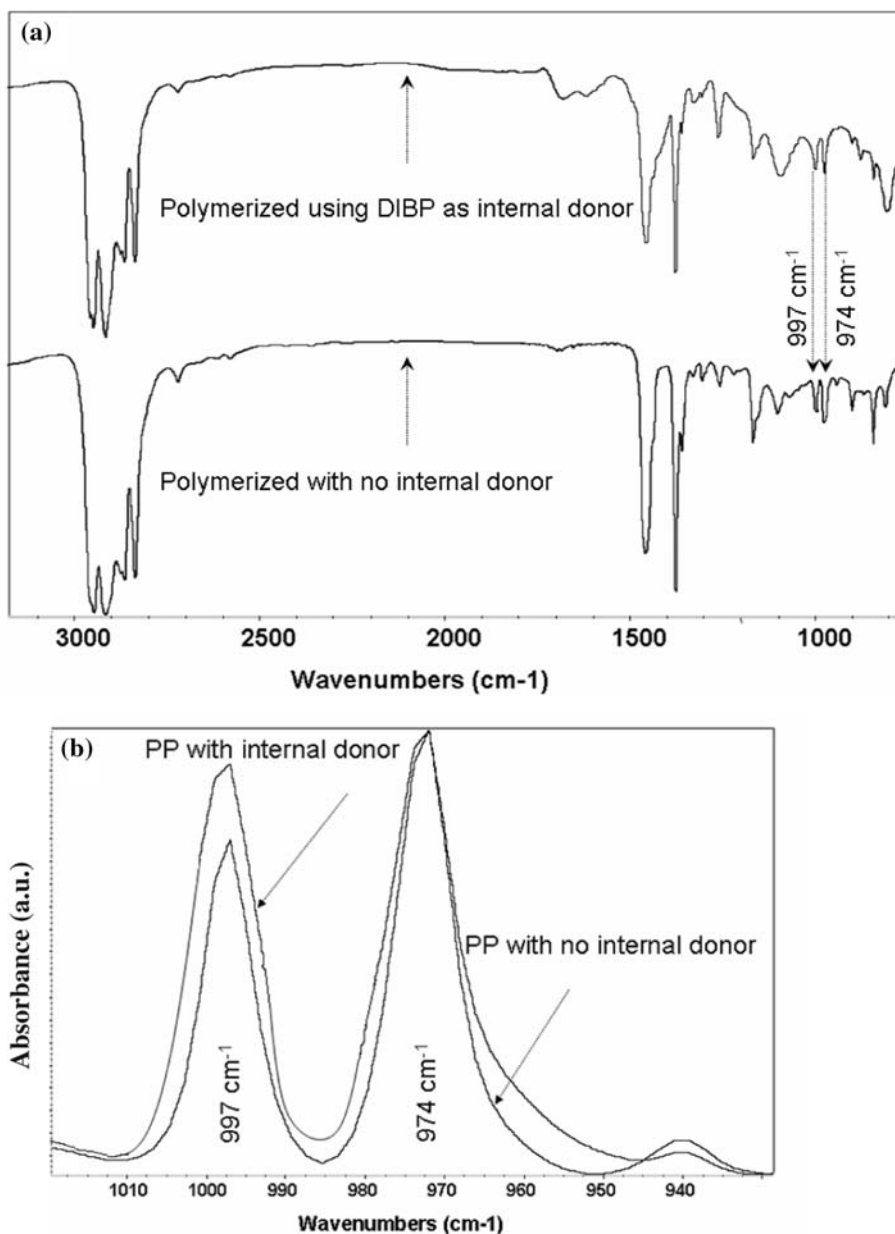 (a)
Polymerized using DIBP as internal donor
997 cm-1
974 cm-1
Polymerized with no internal donor
3000 2500 2000 1500 1000
Wavenumbers (cm-1)
(b)
PP with internal donor
PP with no internal donor
Absorbance (a.u.)
997 cm-1
974 cm-1
1010 1000 990 980 970 960 950 940
Wavenumbers (cm-1)